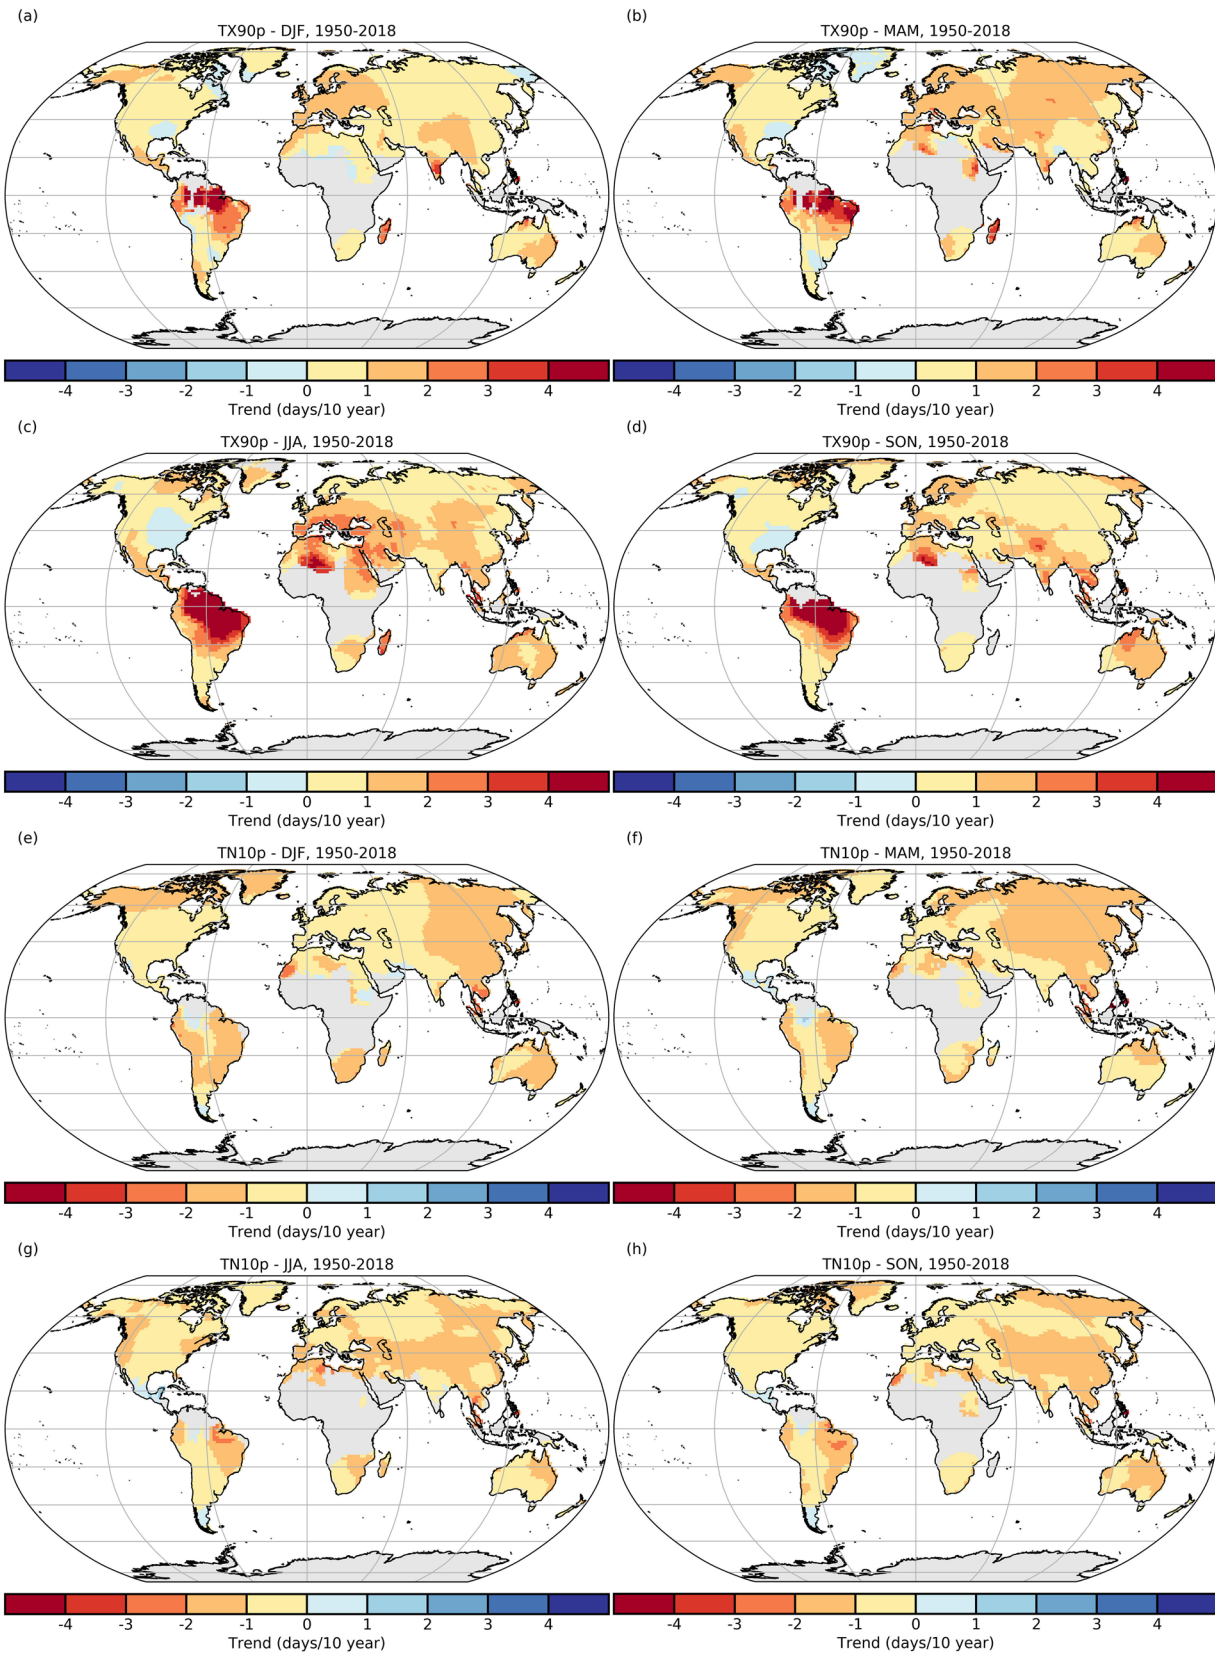 (a)
TX90p - DJF, 1950-2018
-4 -3 -2 -1 0 1 2 3 4
Trend (days/10 year)
(b)
TX90p - MAM, 1950-2018
-4 -3 -2 -1 0 1 2 3 4
Trend (days/10 year)
(c)
TX90p - JJA, 1950-2018
-4 -3 -2 -1 0 1 2 3 4
Trend (days/10 year)
(d)
TX90p - SON, 1950-2018
-4 -3 -2 -1 0 1 2 3 4
Trend (days/10 year)
(e)
TN10p - DJF, 1950-2018
-4 -3 -2 -1 0 1 2 3 4
Trend (days/10 year)
(f)
TN10p - MAM, 1950-2018
-4 -3 -2 -1 0 1 2 3 4
Trend (days/10 year)
(g)
TN10p - JJA, 1950-2018
-4 -3 -2 -1 0 1 2 3 4
Trend (days/10 year)
(h)
TN10p - SON, 1950-2018
-4 -3 -2 -1 0 1 2 3 4
Trend (days/10 year)